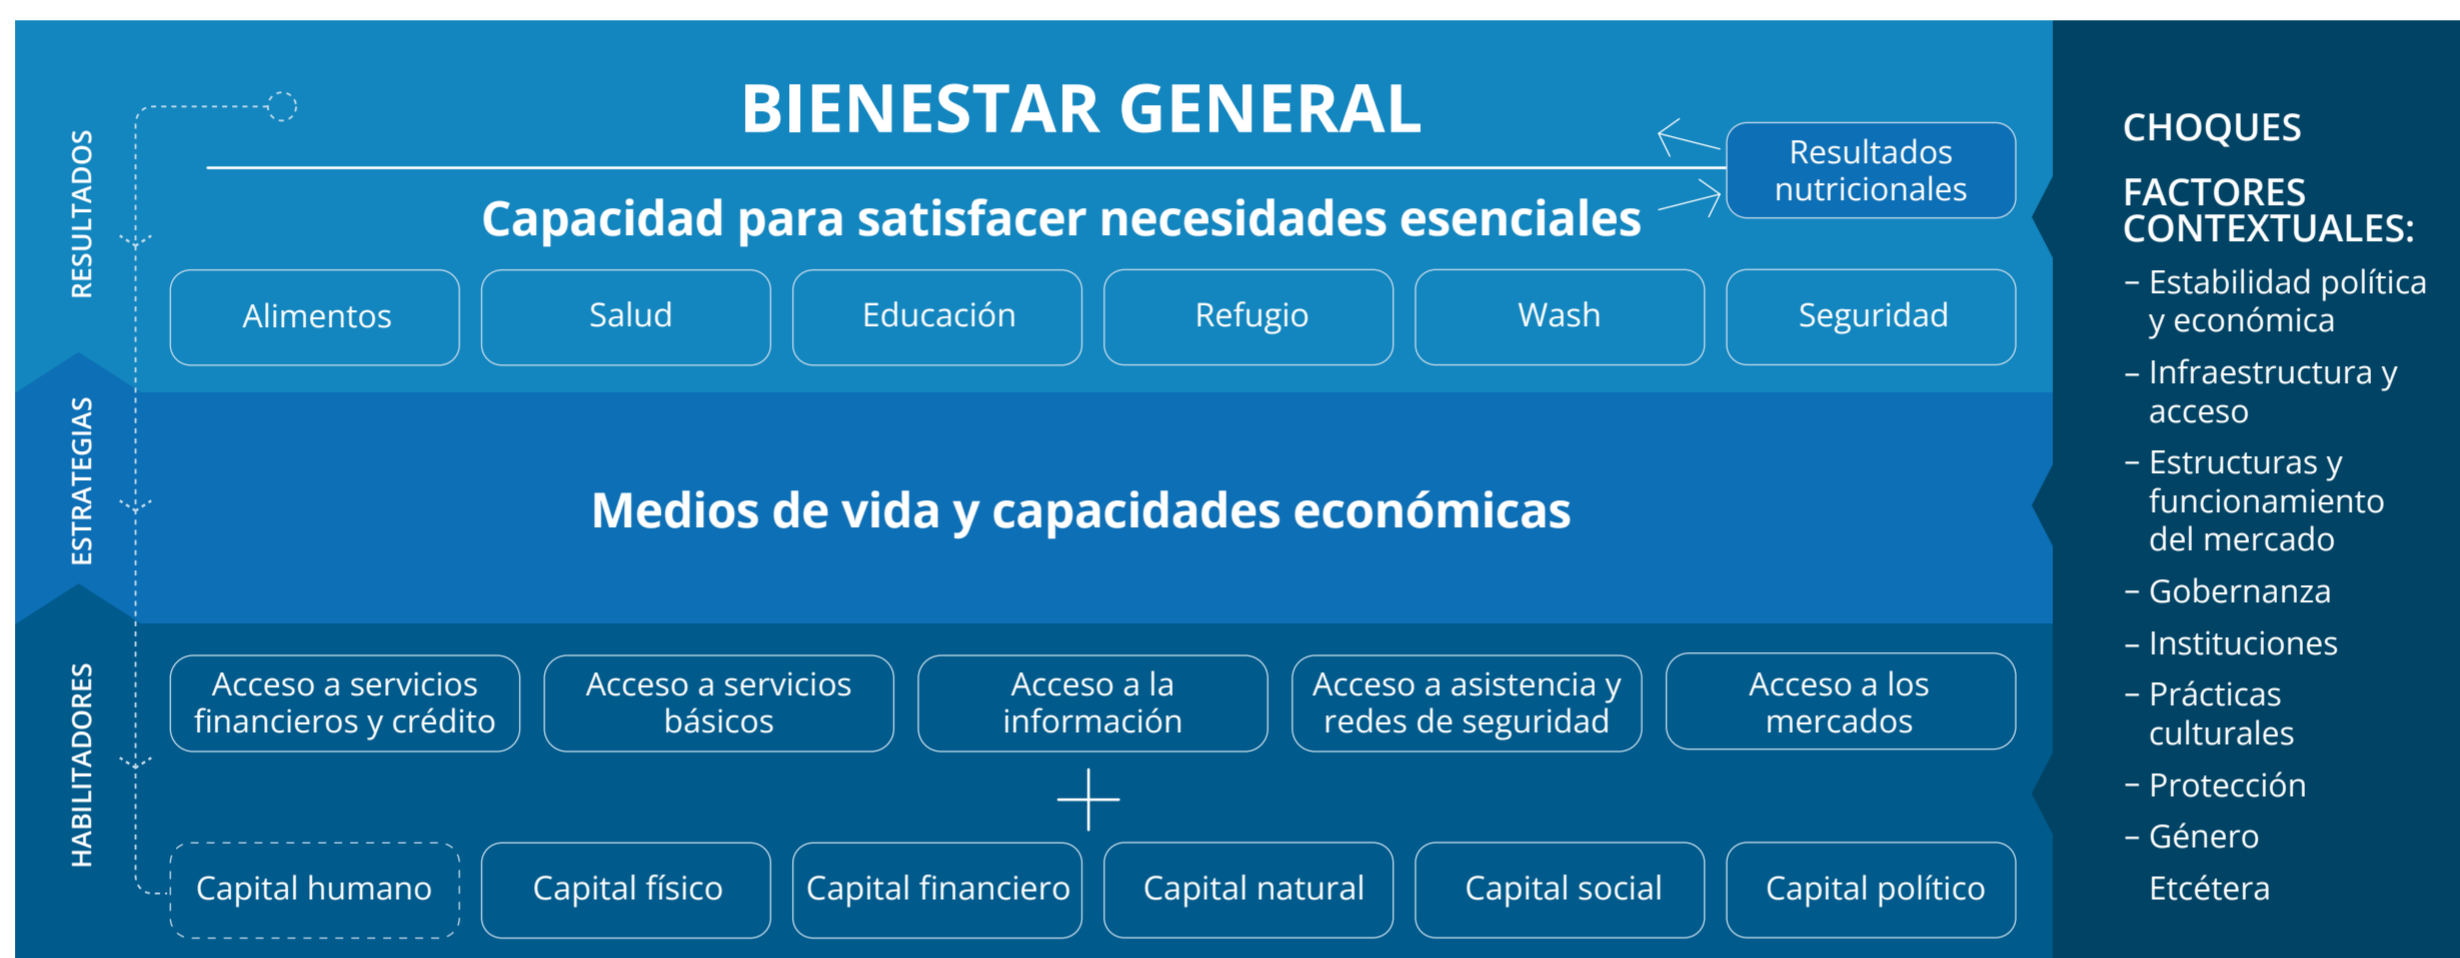 BIENESTAR GENERAL
Resultados
nutricionales
Capacidad para satisfacer necesidades esenciales
RESULTADOS
Alimentos
Salud
Educación
Refugio
Wash
Seguridad
ESTRATEGIAS
Medios de vida y capacidades económicas
HABILITADORES
Acceso a servicios
financieros y crédito
Acceso a servicios
básicos
Acceso a la
información
Acceso a asistencia y
redes de seguridad
Acceso a los
mercados
Capital humano
Capital físico
Capital financiero
Capital natural
Capital social
Capital político
CHOQUES
FACTORES
CONTEXTUALES:
– Estabilidad política
y económica
– Infraestructura y
acceso
– Estructuras y
funcionamiento
del mercado
– Gobernanza
– Instituciones
– Prácticas
culturales
– Protección
– Género
Etcétera